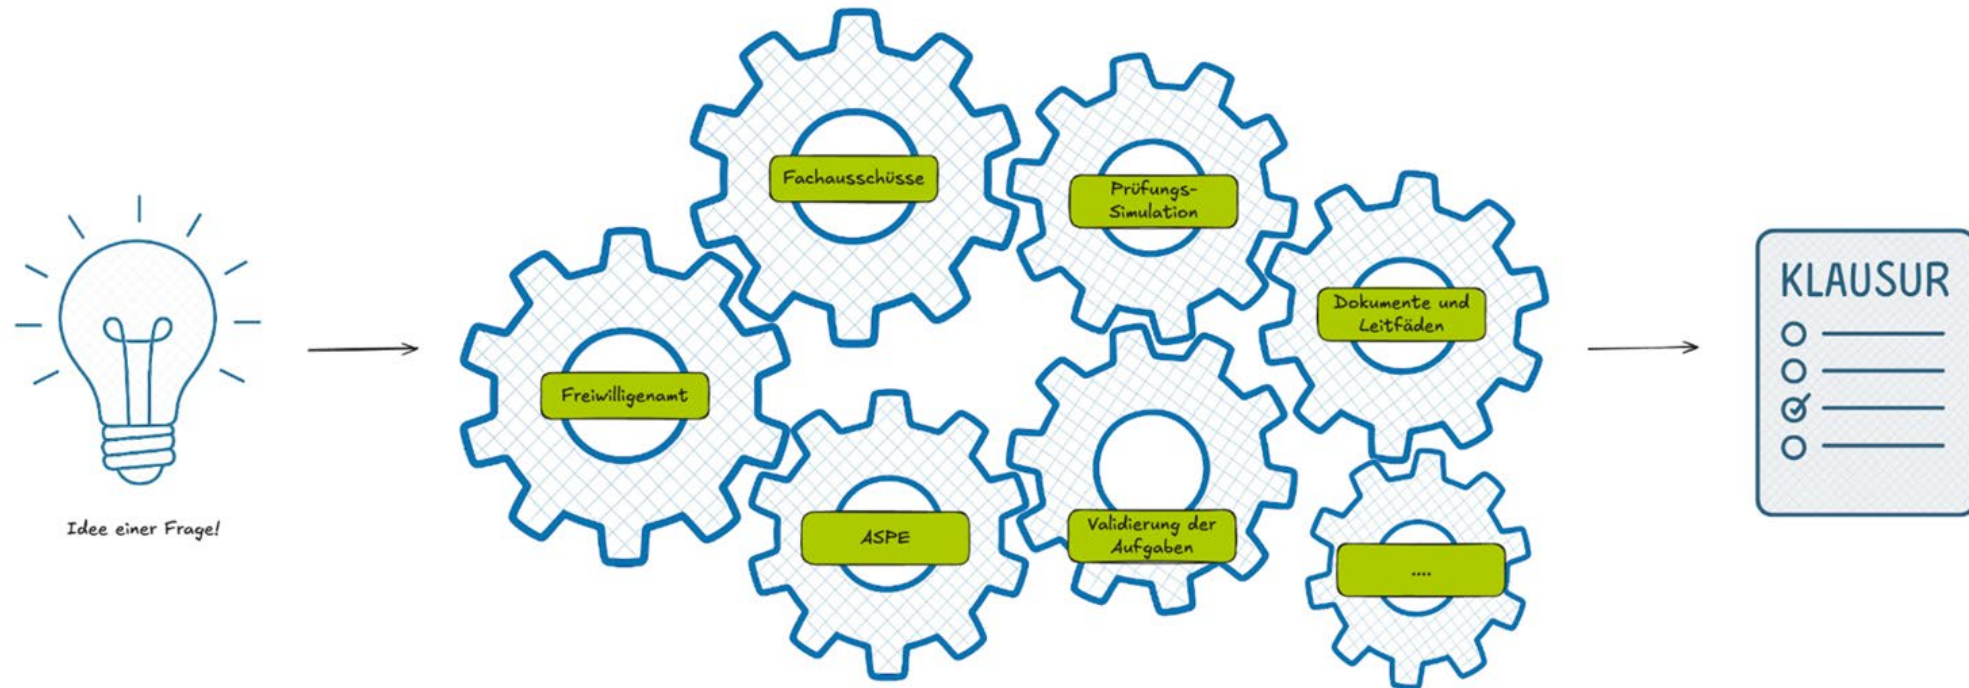 Idee einer Frage!
Freiwilligenamt
Fachausschüsse
ASPE
Prüfungs-
Simulation
Validierung der
Aufgaben
Dokumente und
Leitfäden
....
KLAUSUR